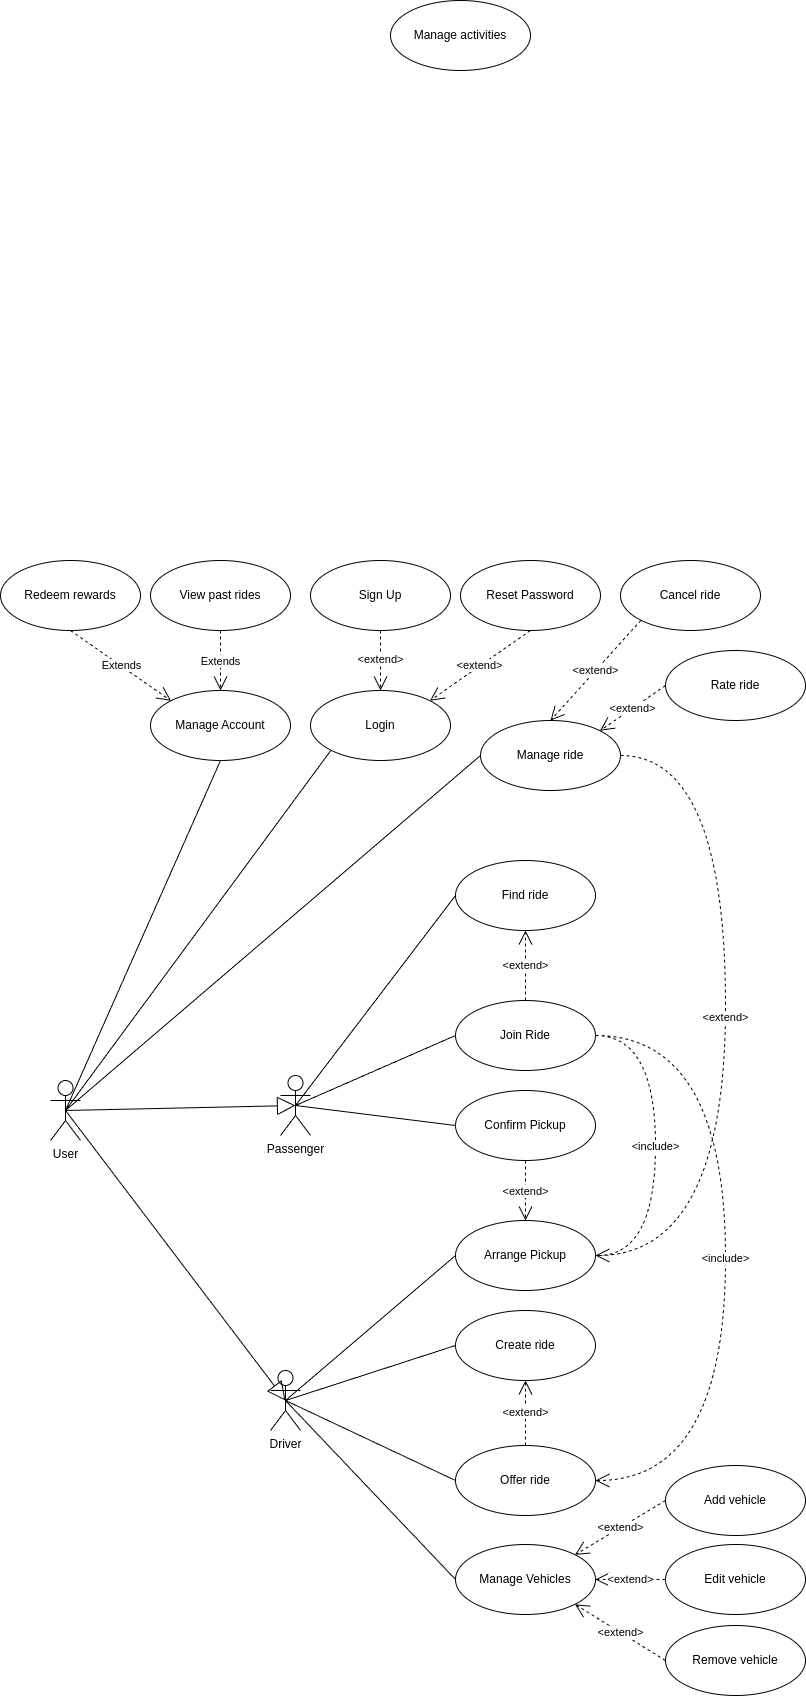 Manage activities
Redeem rewards
View past rides
Sign Up
Reset Password
Cancel ride
Extends
Extends
<extend>
<extend>
<extend>
Rate ride
<extend>
Manage Account
Login
Manage ride
Find ride
<extend>
<extend>
Join Ride
Confirm Pickup
<include>
User
Passenger
<extend>
Arrange Pickup
<include>
Create ride
<extend>
Driver
Offer ride
Add vehicle
<extend>
Manage Vehicles
<extend>
Edit vehicle
<extend>
Remove vehicle